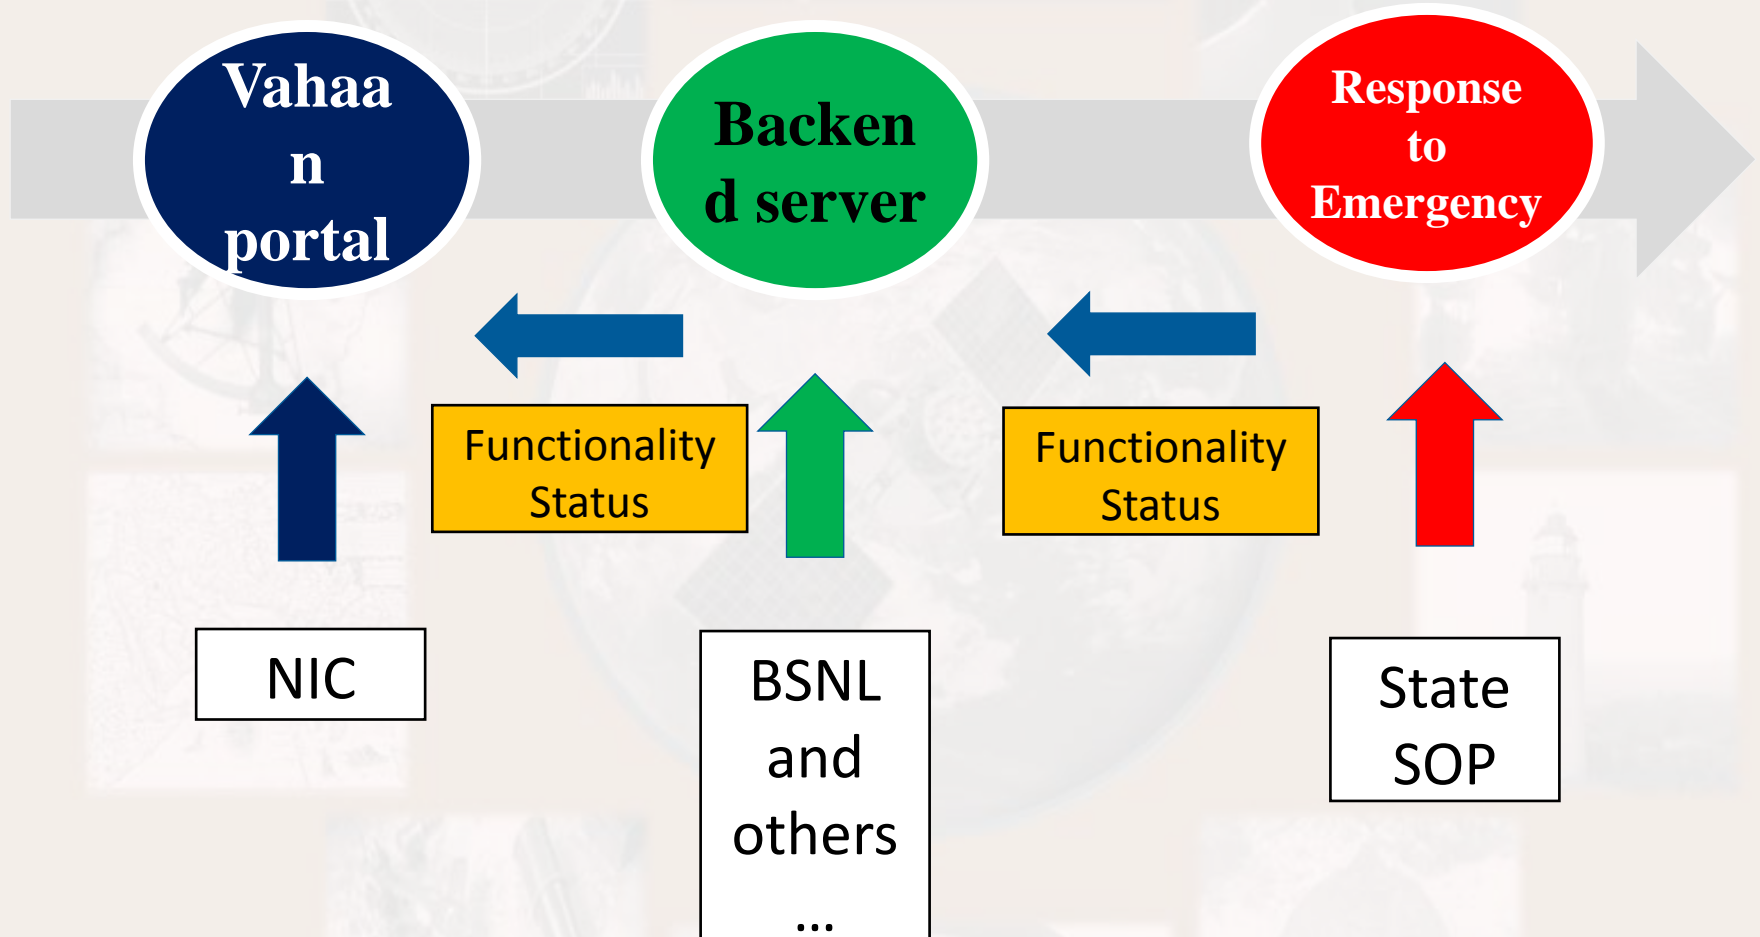 Vahaa
n
portal
Backen
d server
Response
to
Emergency
Functionality
Status
Functionality
Status
NIC
BSNL
and
others
...
State
SOP